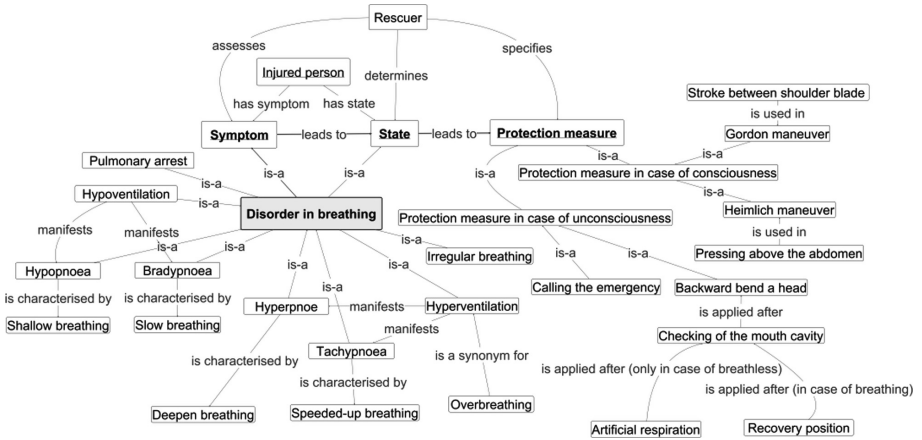 Rescuer
assesses
specifies
Injured person
determines
Stroke between shoulder blade
has symptom
has state
is used in
Symptom
leads to
State
leads to
Protection measure
Gordon maneuver
Pulmonary arrest
is-a
is-a
is-a
is-a
is-a
is-a
Protection measure in case of consciousness
Hypoventilation
is-a
is-a
Disorder in breathing
Protection measure in case of unconsciousness
Heimlich maneuver
manifests
manifests
is-a
is-a
is-a
is used in
Hypopnoea
Bradypnoea
is-a
is-a
Irregular breathing
is-a
is-a
Pressing above the abdomen
is characterised by
is characterised by
is-a
Calling the emergency
Backward bend a head
Shallow breathing
Slow breathing
Hyperpnoe
manifests
Hyperventilation
is applied after
manifests
Checking of the mouth cavity
is characterised by
Tachypnoea
is a synonym for
is applied after (only in case of breathless)
is characterised by
is applied after (in case of breathing)
Deepen breathing
Speeded-up breathing
Overbreathing
Artificial respiration
Recovery position